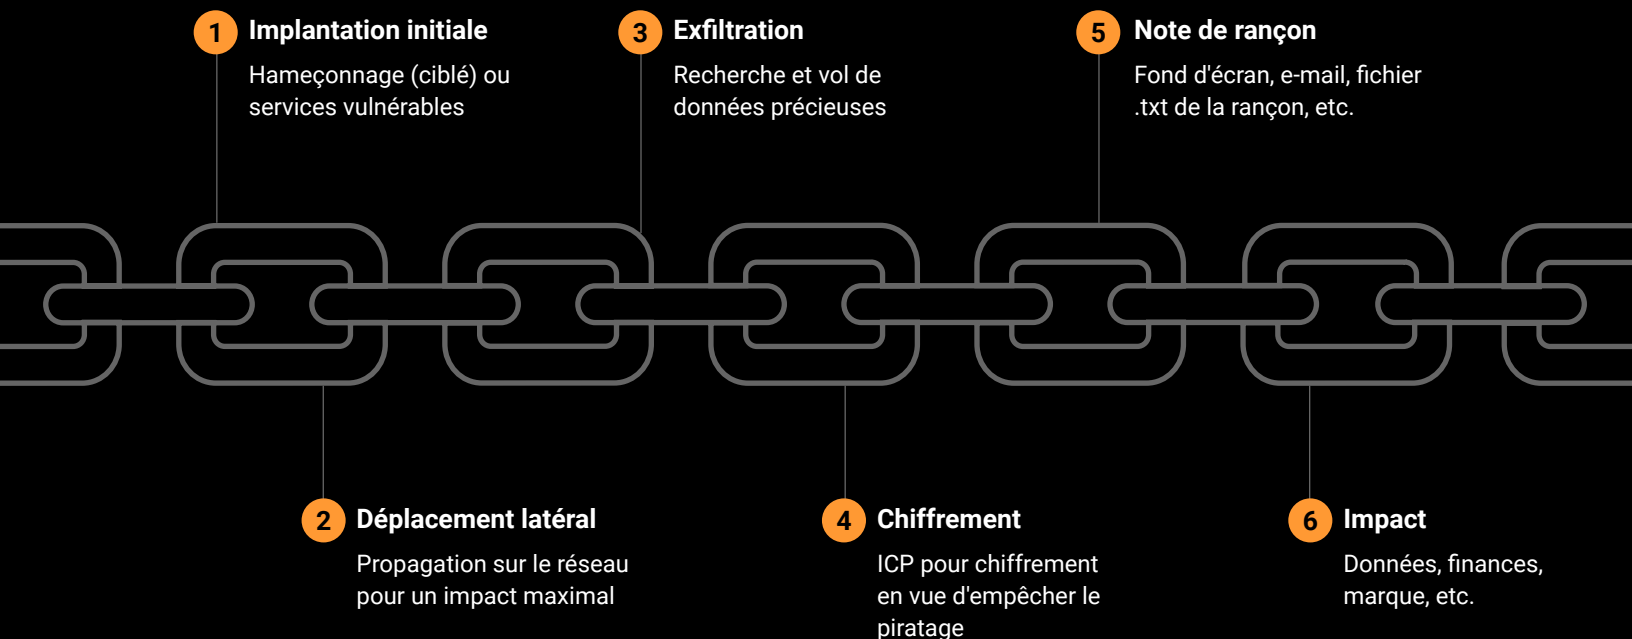 1 Implantation initiale
Hameçonnage (ciblé) ou
services vulnérables
2 Déplacement latéral
Propagation sur le réseau
pour un impact maximal
3 Exfiltration
Recherche et vol de
données précieuses
4 Chiffrement
ICP pour chiffrement
en vue d'empêcher le
piratage
5 Note de rançon
Fond d'écran, e-mail, fichier
.txt de la rançon, etc.
6 Impact
Données, finances,
marque, etc.